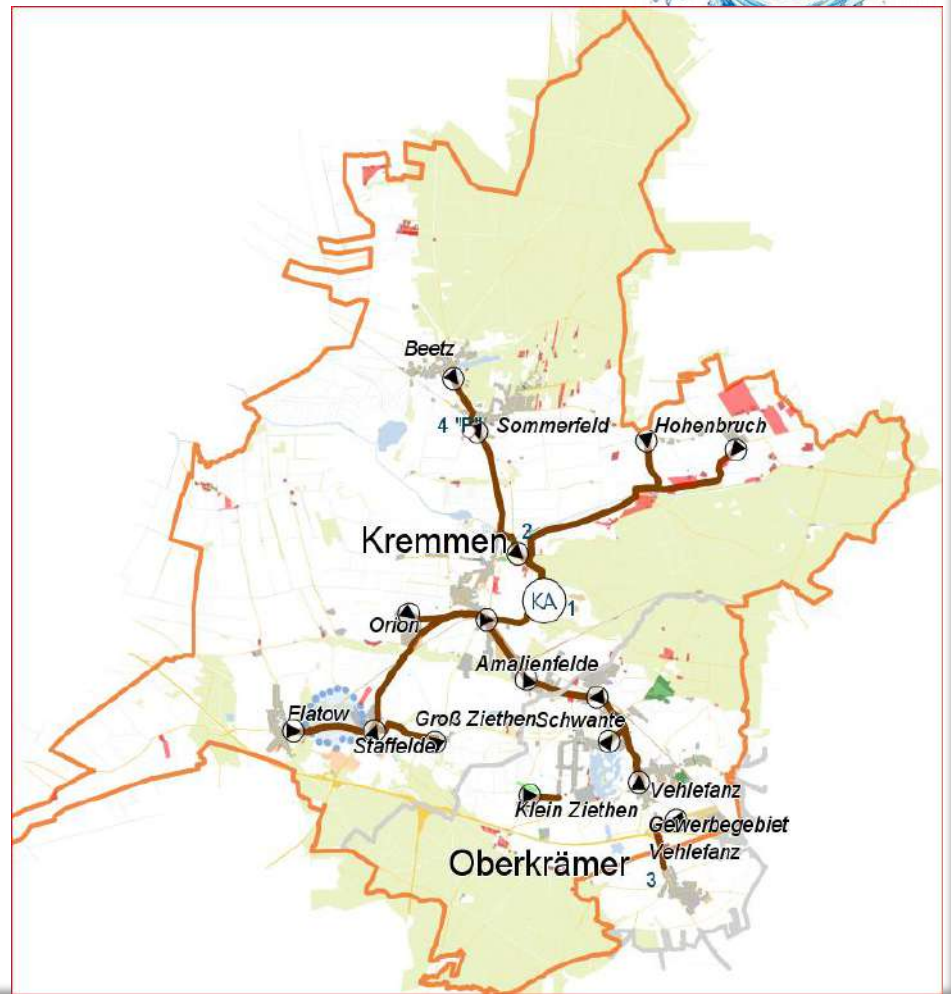 Beetz
4 "P"
Sommerfeld
Hohenbruch
Kremmen
2
KA
1
Orion
Amalienfelde
Flatow
Groß Ziethen
Schwante
Staffelde
Vehlefanz
Klein Ziethen
Gewerbegebiet
Vehlefanz
Oberkrämer
3